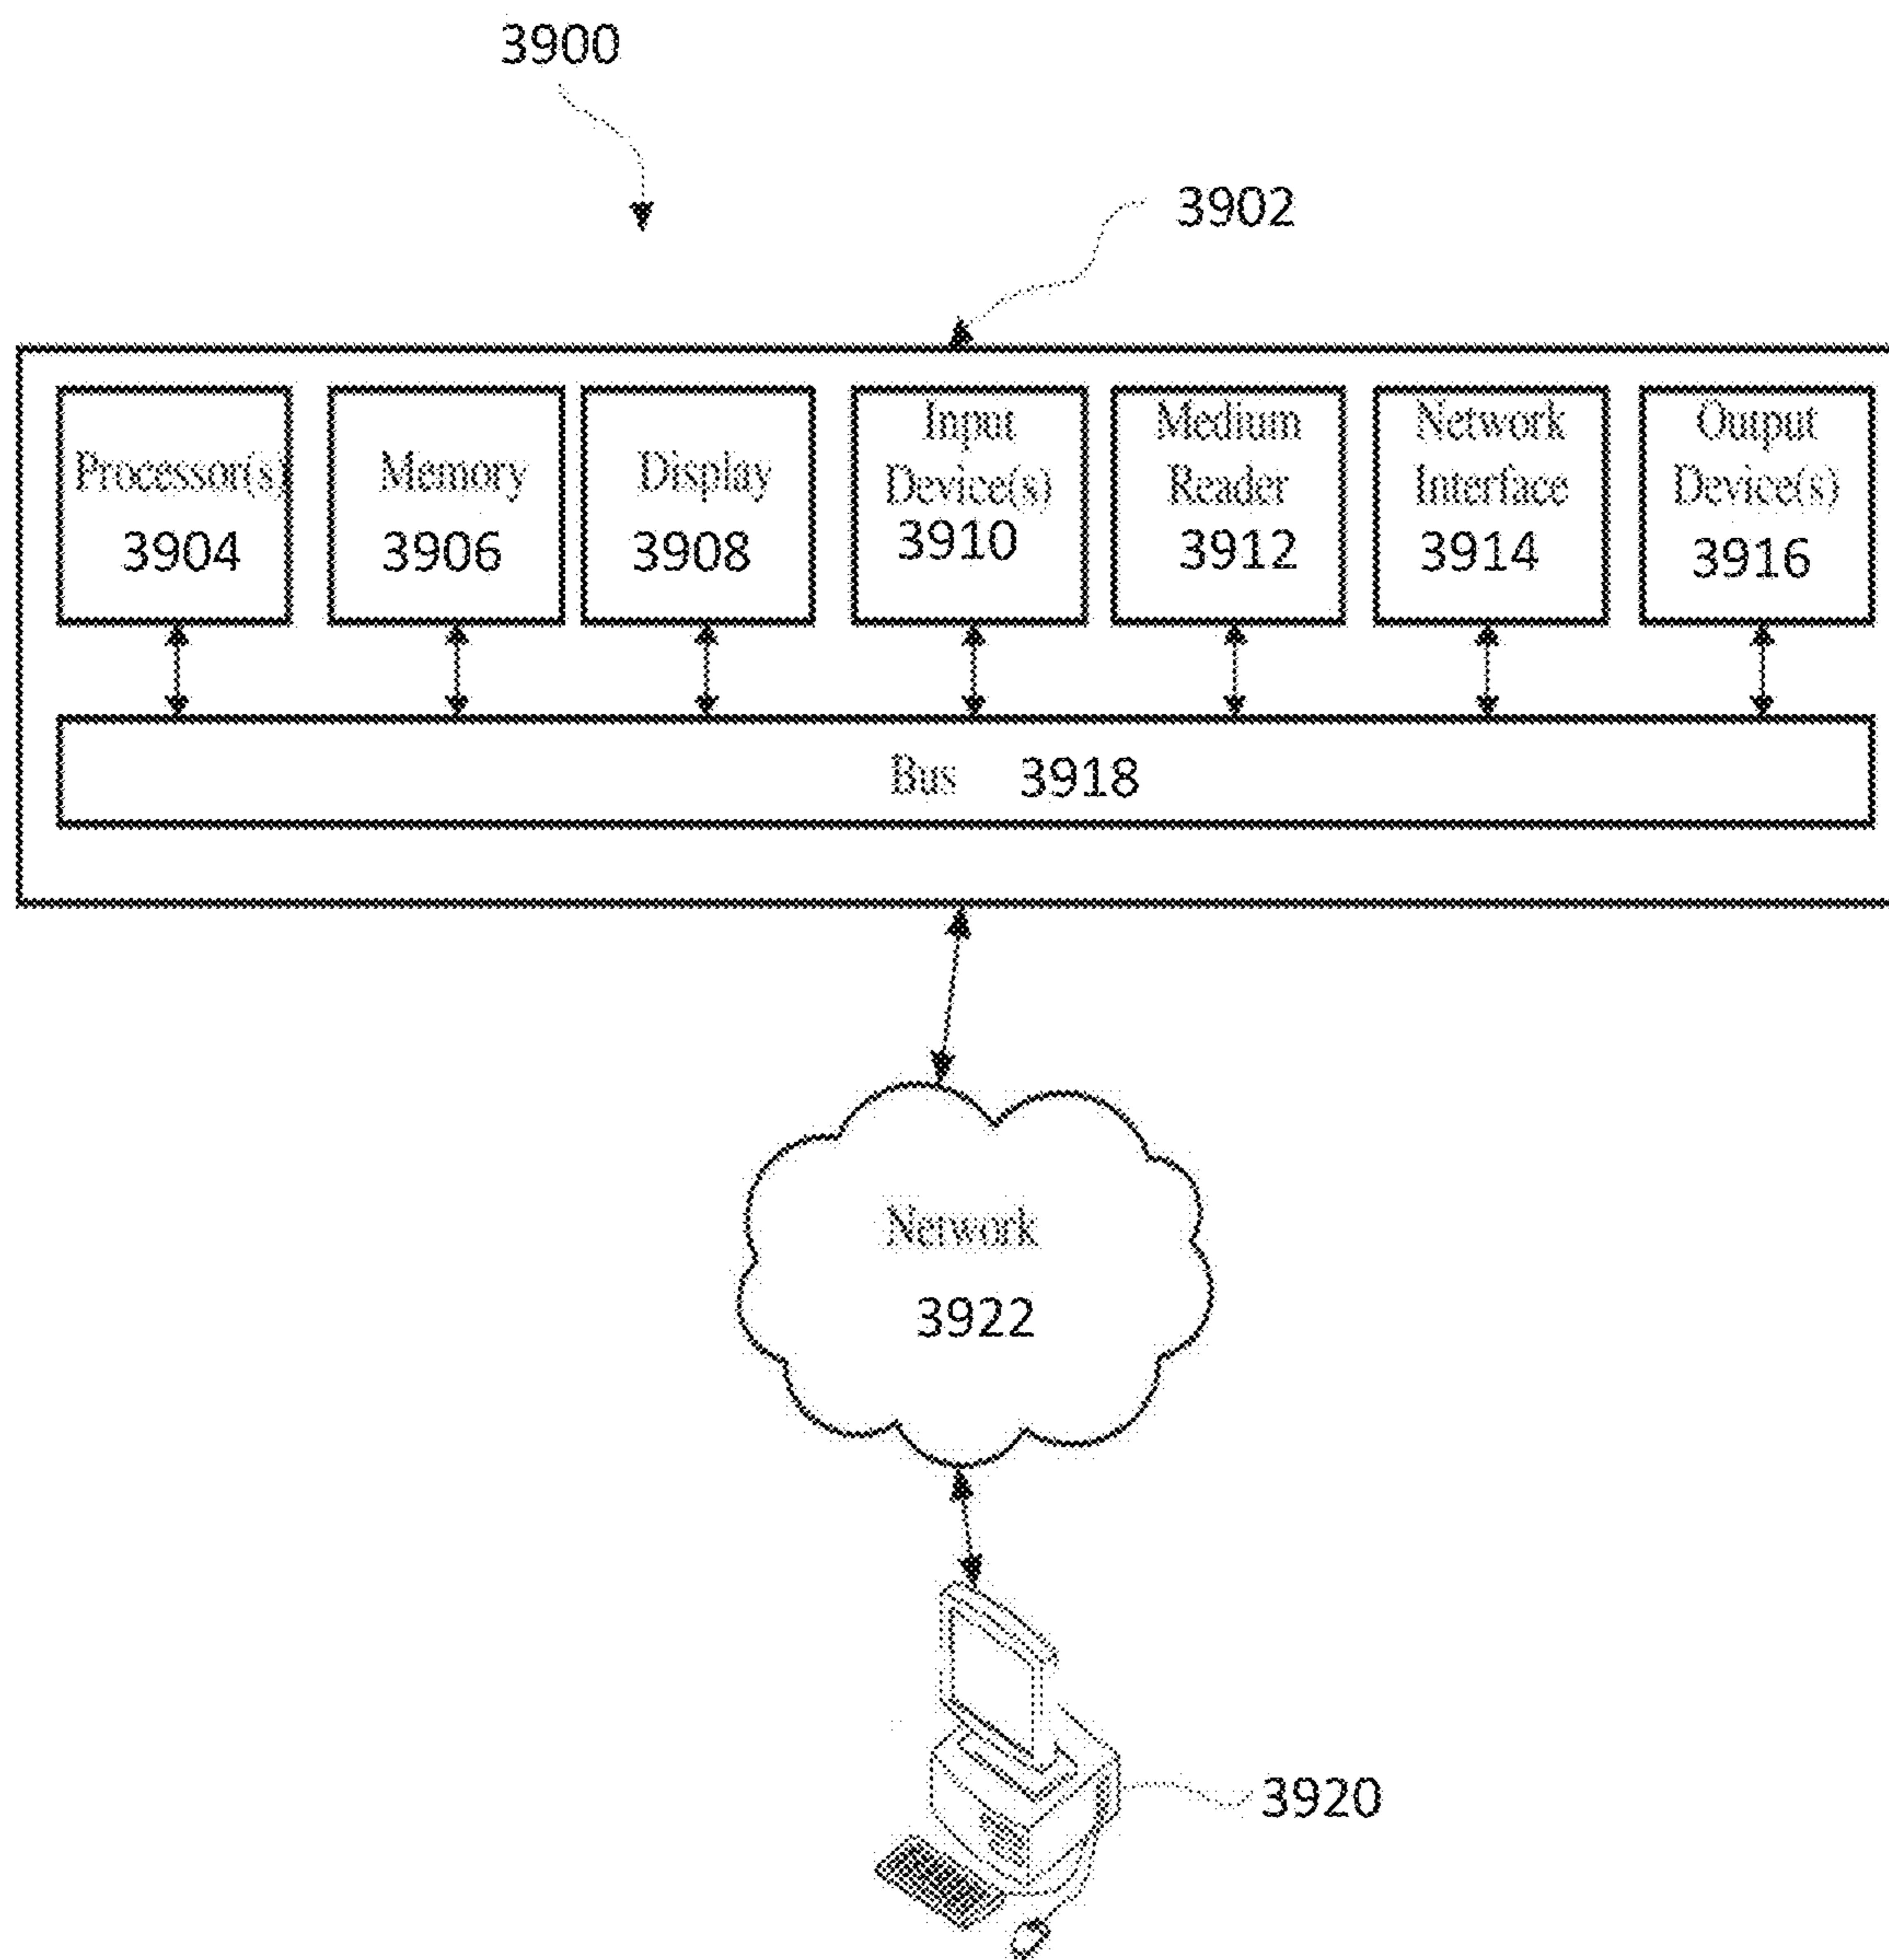 3900
3902
Processor(s)
3904
Memory
3906
Display
3908
Input
Device(s)
3910
Medium
Reader
3912
Network
Interface
3914
Output
Device(s)
3916
Bus 3918
Network
3922
3920